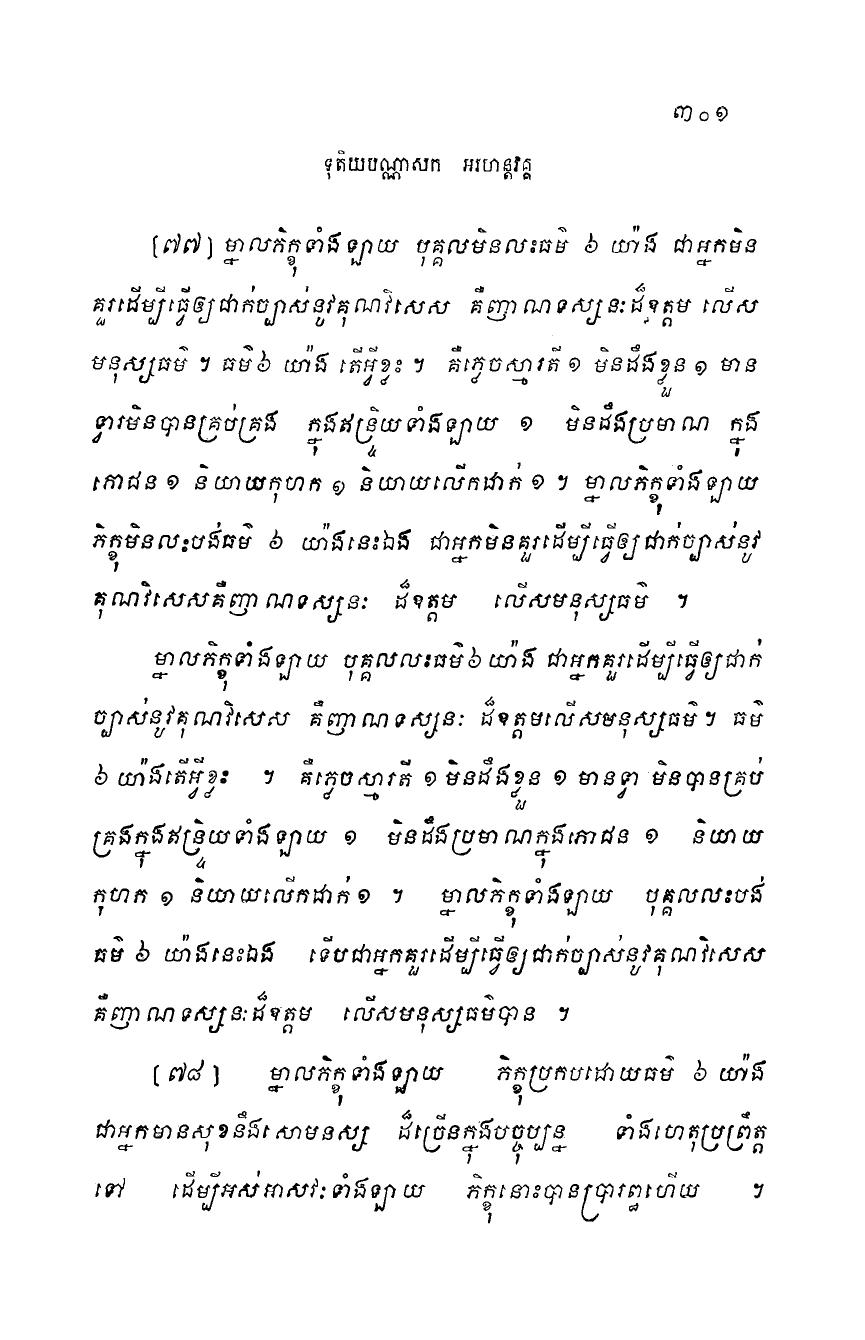 ៣០១
ទុតិយបណ្ណាសក អរហន្តវគ្គ
[៧៧] ម្នាលភិក្ខុទាំងឡាយ បុគ្គលមិនលះធម៌ ៦ យ៉ាង ជាអ្នកមិន
គួរដើម្បីធ្វើឲ្យជាក់ច្បាស់នូវគុណវិសេស គឺញាណទស្សនៈដ៏ឧត្តម លើស
មនុស្សធម៌ ។ ធម៌ ៦ យ៉ាង តើអ្វីខ្លះ ។ គឺភ្លេចស្មារតី ១ មិនដឹងខ្លួន ១ មាន
ទ្វារមិនបានគ្រប់គ្រង ក្នុងឥន្ទ្រិយទាំងឡាយ ១ មិនដឹងប្រមាណ ក្នុង
ភោជន ១ និយាយកុហក ១ និយាយលើកដាក់ ១ ។ ម្នាលភិក្ខុទាំងឡាយ
ភិក្ខុមិនលះបង់ធម៌ ៦ យ៉ាងនេះឯង ជាអ្នកមិនគួរដើម្បីធ្វើឲ្យជាក់ច្បាស់នូវ
គុណវិសេសគឺញាណទស្សនៈ ដ៏ឧត្តម លើសមនុស្សធម៌ ។
ម្នាលភិក្ខុទាំងឡាយ បុគ្គលលះធម៌ ៦ យ៉ាង ជាអ្នកគួរដើម្បីធ្វើឲ្យជាក់
ច្បាស់នូវគុណវិសេស គឺញាណទស្សនៈ ដ៏ឧត្តមលើសមនុស្សធម៌ ។ ធម៌
៦ យ៉ាងតើអ្វីខ្លះ ។ គឺភ្លេចស្មារតី ១ មិនដឹងខ្លួន ១ មានទ្វា មិនបានគ្រប់
គ្រងក្នុងឥន្ទ្រិយទាំងឡាយ ១ មិនដឹងប្រមាណក្នុងភោជន ១ និយាយ
កុហក ១ និយាយលើកដាក់ ១ ។ ម្នាលភិក្ខុទាំងឡាយ បុគ្គលលះបង់
ធម៌ ៦ យ៉ាងនេះឯង ទើបជាអ្នកគួរដើម្បីធ្វើឲ្យជាក់ច្បាស់នូវគុណវិសេស
គឺញាណទស្សនៈដ៏ឧត្តម លើសមនុស្សធម៌បាន ។
[៧៨] ម្នាលភិក្ខុទាំងឡាយ ភិក្ខុប្រកបដោយធម៌ ៦ យ៉ាង
ជាអ្នកមានសុខនឹងសោមនស្ស ដ៏ច្រើនក្នុងបច្ចុប្បន្ន ទាំងហេតុប្រព្រឹត្ត
ទៅ ដើម្បីអស់អាសវៈទាំងឡាយ ភិក្ខុនោះបានប្រារព្ធហើយ ។